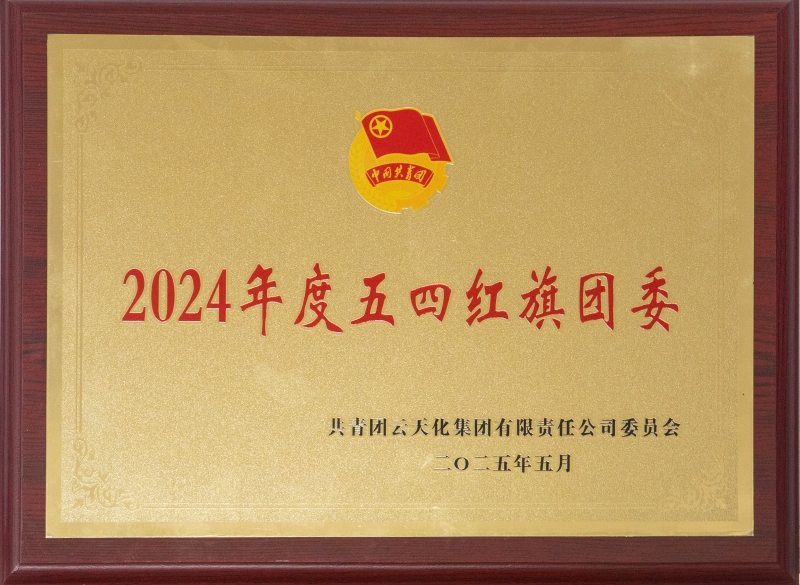 中国共青团
2024年度五四红旗团委
共青团云天化集团有限责任公司委员会
二〇二五年五月